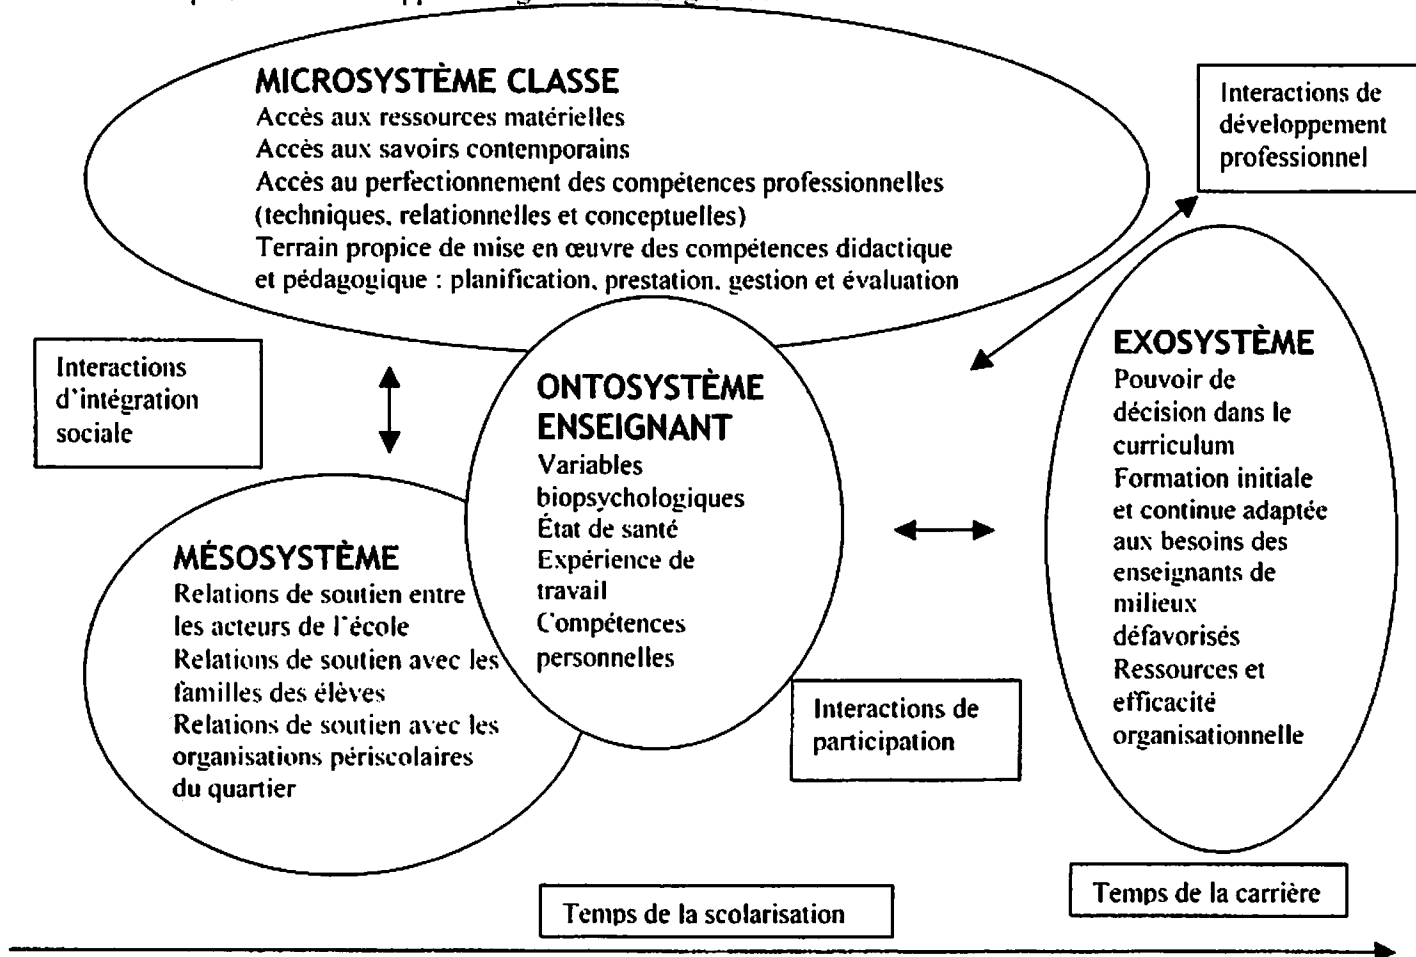 MICROSYSTÈME CLASSE
Accès aux ressources matérielles
Accès aux savoirs contemporains
Accès au perfectionnement des compétences professionnelles
(techniques, relationnelles et conceptuelles)
Terrain propice de mise en œuvre des compétences didactique
et pédagogique : planification, prestation, gestion et évaluation
Interactions de
développement
professionnel
Interactions
d'intégration
sociale
ONTOSYSTÈME
ENSEIGNANT
Variables
biopsychologiques
État de santé
Expérience de
travail
Compétences
personnelles
EXOSYSTÈME
Pouvoir de
décision dans le
curriculum
Formation initiale
et continue adaptée
aux besoins des
enseignants de
milieux
défavorisés
Ressources et
efficacité
organisationnelle
MÉSOSYSTÈME
Relations de soutien entre
les acteurs de l'école
Relations de soutien avec les
familles des élèves
Relations de soutien avec les
organisations périscolaires
du quartier
Interactions de
participation
Temps de la scolarisation
Temps de la carrière